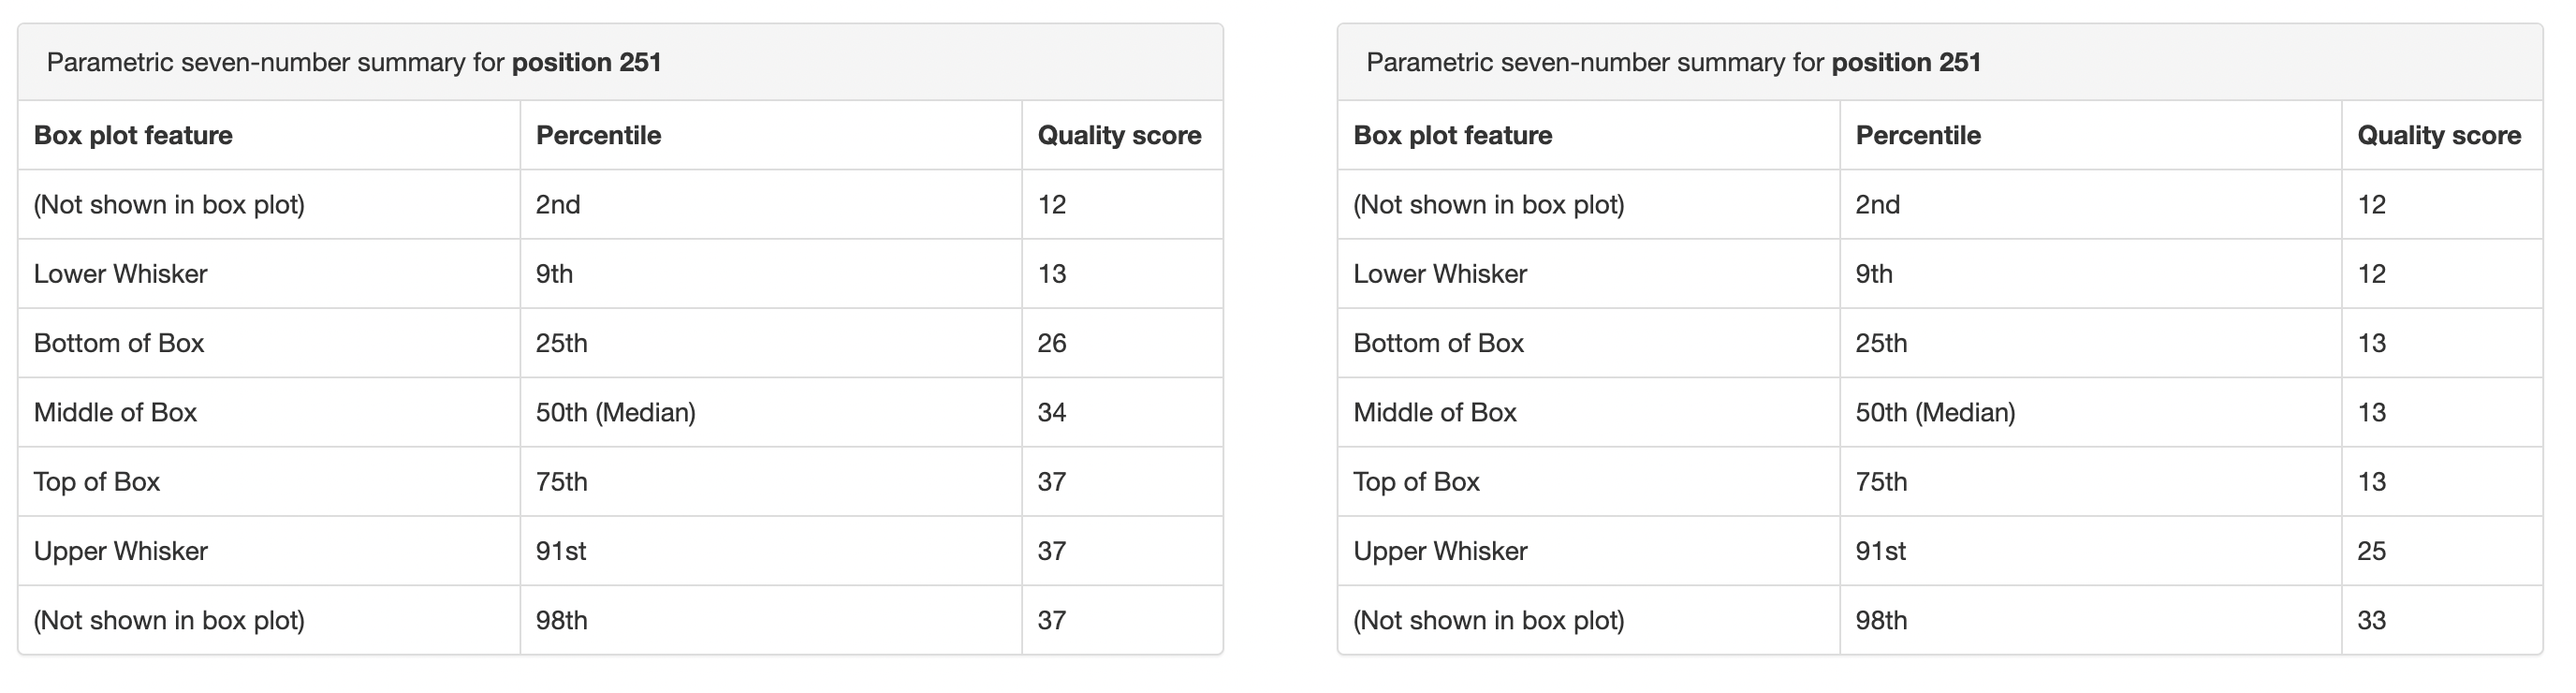 Parametric seven-number summary for position 251
Box plot feature Percentile Quality score
(Not shown in box plot) 2nd 12
Lower Whisker 9th 13
Bottom of Box 25th 26
Middle of Box 50th (Median) 34
Top of Box 75th 37
Upper Whisker 91st 37
(Not shown in box plot) 98th 37
Parametric seven-number summary for position 251
Box plot feature Percentile Quality score
(Not shown in box plot) 2nd 12
Lower Whisker 9th 12
Bottom of Box 25th 13
Middle of Box 50th (Median) 13
Top of Box 75th 13
Upper Whisker 91st 25
(Not shown in box plot) 98th 33